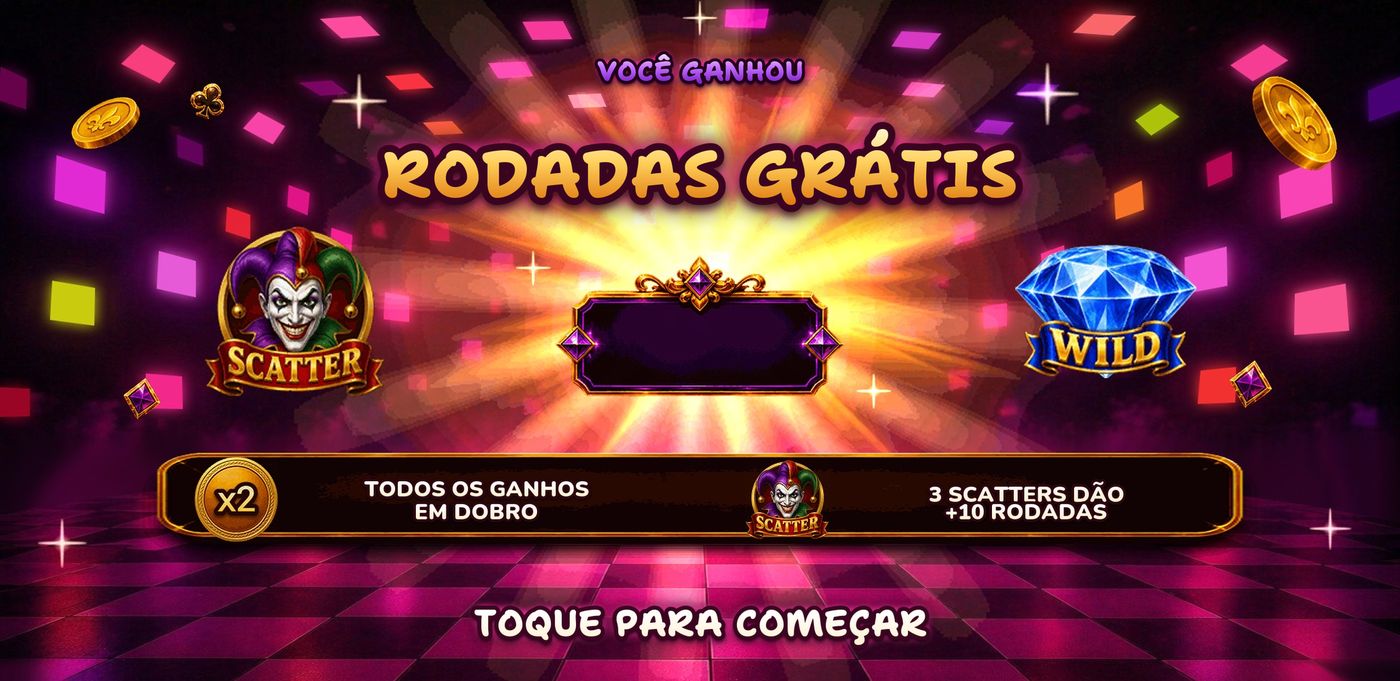 VOCÊ GANHOU
RODADAS GRÁTIS
SCATTER
WILD
x2
TODOS OS GANHOS
EM DOBRO
SCATTER
3 SCATTERS DÃO
+10 RODADAS
TOQUE PARA COMEÇAR